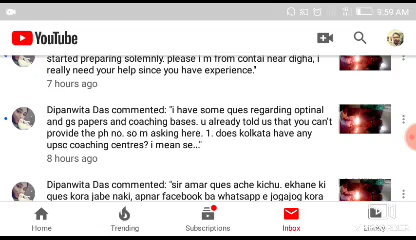 9:59 AM
YouTube
started preparing solemnly. please i m from contai near digha, i
really need your help since you have experience."
7 hours ago
Dipanwita Das commented: "i have some ques regarding optinal
and gs papers and coaching bases. u already told us that you can't
provide the ph no. so m asking here. 1. does kolkata have any
upsc coaching centres? i mean se..."
8 hours ago
Dipanwita Das commented: "sir amar ques ache kichu. ekhane ki
ques kora jabe naki, apnar facebook ba whatsapp e jogajog kora
Home
Trending
Subscriptions
Inbox
Library